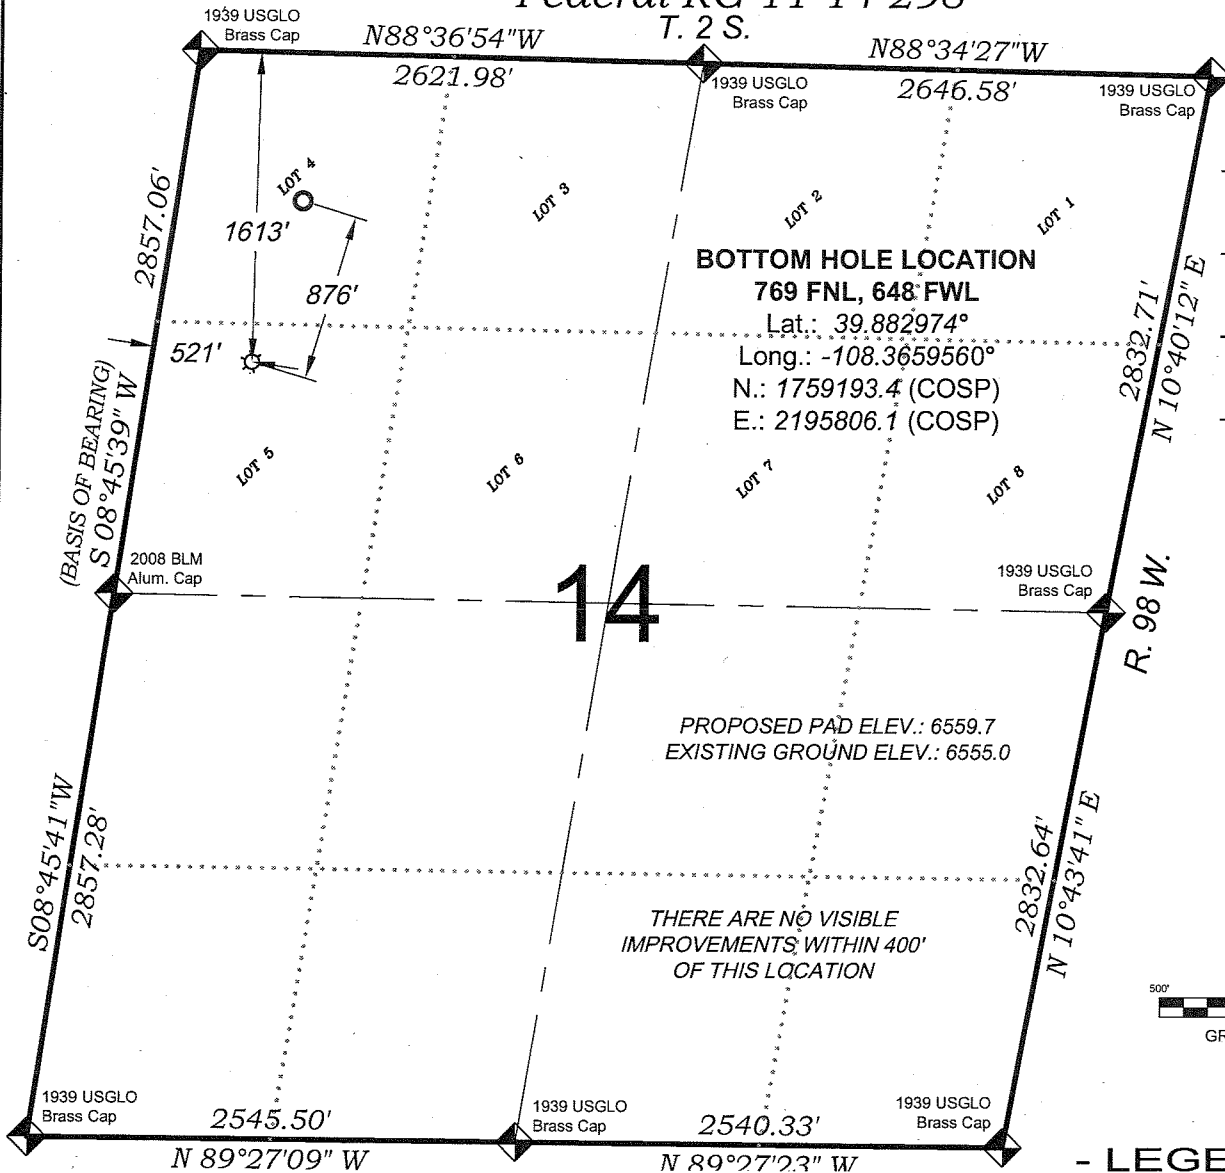 T. 2 S.
1939 USGLO
Brass Cap
N88°36'54"W
2621.98'
1939 USGLO
Brass Cap
N88°34'27"W
2646.58'
1939 USGLO
Brass Cap
2857.06'
LOT 4
LOT 3
LOT 2
LOT 1
1613'
876'
521'
BOTTOM HOLE LOCATION
769 FNL, 648 FWL
Lat.: 39.882974°
Long.: -108.3659560°
N.: 1759193.4 (COSP)
E.: 2195806.1 (COSP)
2832.71'
N 10°40'12" E
(BASIS OF BEARING)
S 08°45'39" W
LOT 5
LOT 6
LOT 7
LOT 8
2008 BLM
Alum. Cap
14
1939 USGLO
Brass Cap
R. 98 W.
PROPOSED PAD ELEV.: 6559.7
EXISTING GROUND ELEV.: 6555.0
S08°45'41"W
2857.28'
2832.64'
N 10°43'41" E
THERE ARE NO VISIBLE
IMPROVEMENTS WITHIN 400'
OF THIS LOCATION
500'
GR
1939 USGLO
Brass Cap
2545.50'
N 89°27'09" W
1939 USGLO
Brass Cap
2540.33'
N 89°27'23" W
1939 USGLO
Brass Cap
- LEGE